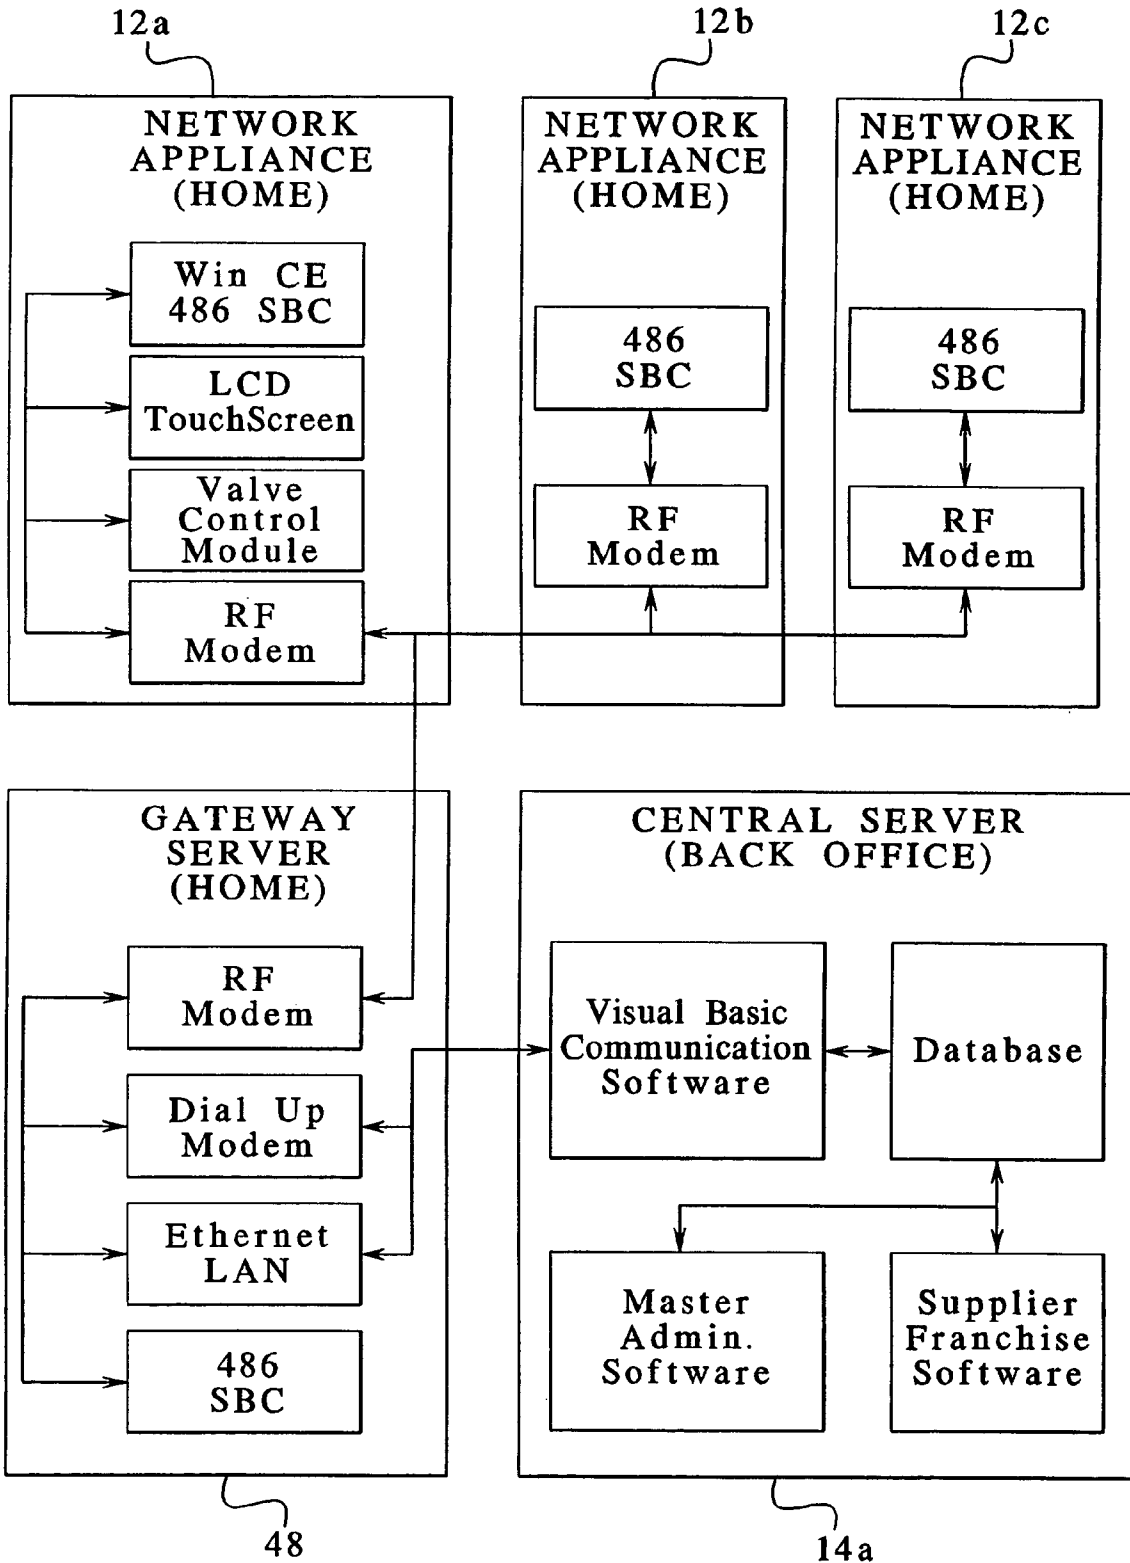 12a
12b
12c
NETWORK
APPLIANCE
(HOME)
Win CE
486 SBC
LCD
TouchScreen
Valve
Control
Module
RF
Modem
NETWORK
APPLIANCE
(HOME)
486
SBC
RF
Modem
NETWORK
APPLIANCE
(HOME)
486
SBC
RF
Modem
GATEWAY
SERVER
(HOME)
RF
Modem
Dial Up
Modem
Ethernet
LAN
486
SBC
48
CENTRAL SERVER
(BACK OFFICE)
Visual Basic
Communication
Software
Database
Master
Admin.
Software
Supplier
Franchise
Software
14a